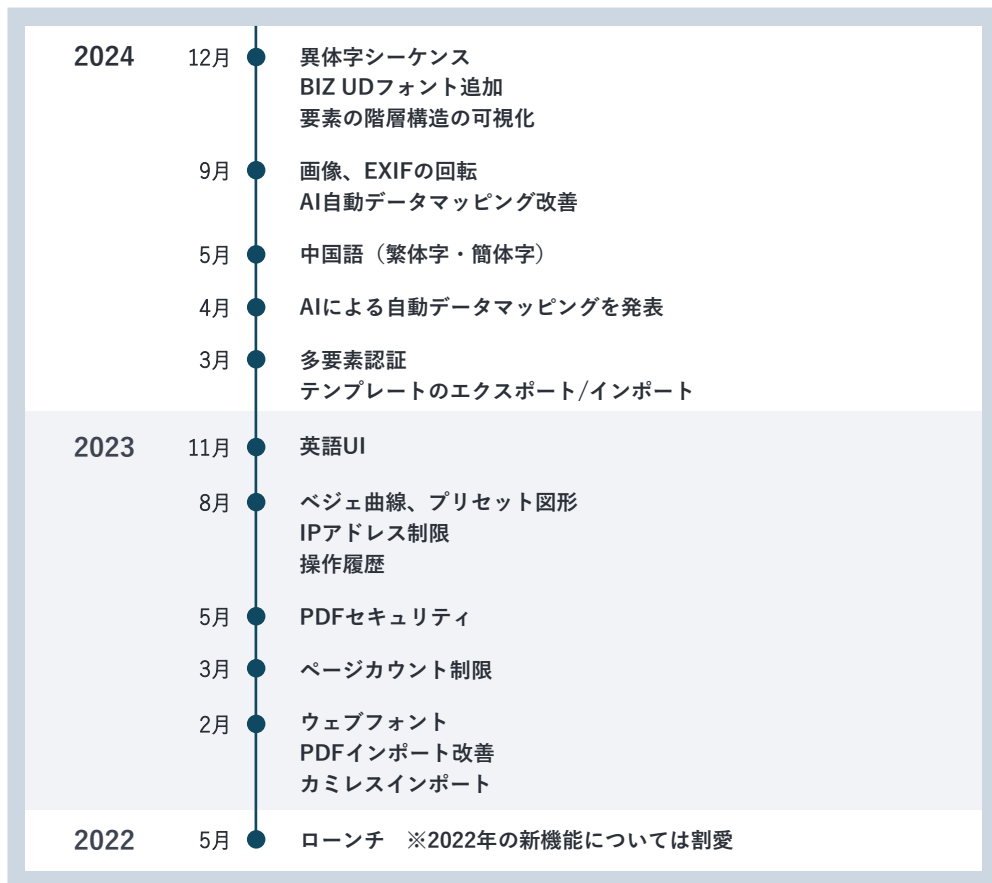 2024 12月 異体字シーケンス
BIZ UDフォント追加
要素の階層構造の可視化
9月 画像、EXIFの回転
AI自動データマッピング改善
5月 中国語（繁体字・簡体字）
4月 AIによる自動データマッピングを発表
3月 多要素認証
テンプレートのエクスポート/インポート
2023 11月 英語UI
8月 ベジェ曲線、プリセット図形
IPアドレス制限
操作履歴
5月 PDFセキュリティ
3月 ページカウント制限
2月 ウェブフォント
PDFインポート改善
カミレスインポート
2022 5月 ローンチ　※2022年の新機能については割愛